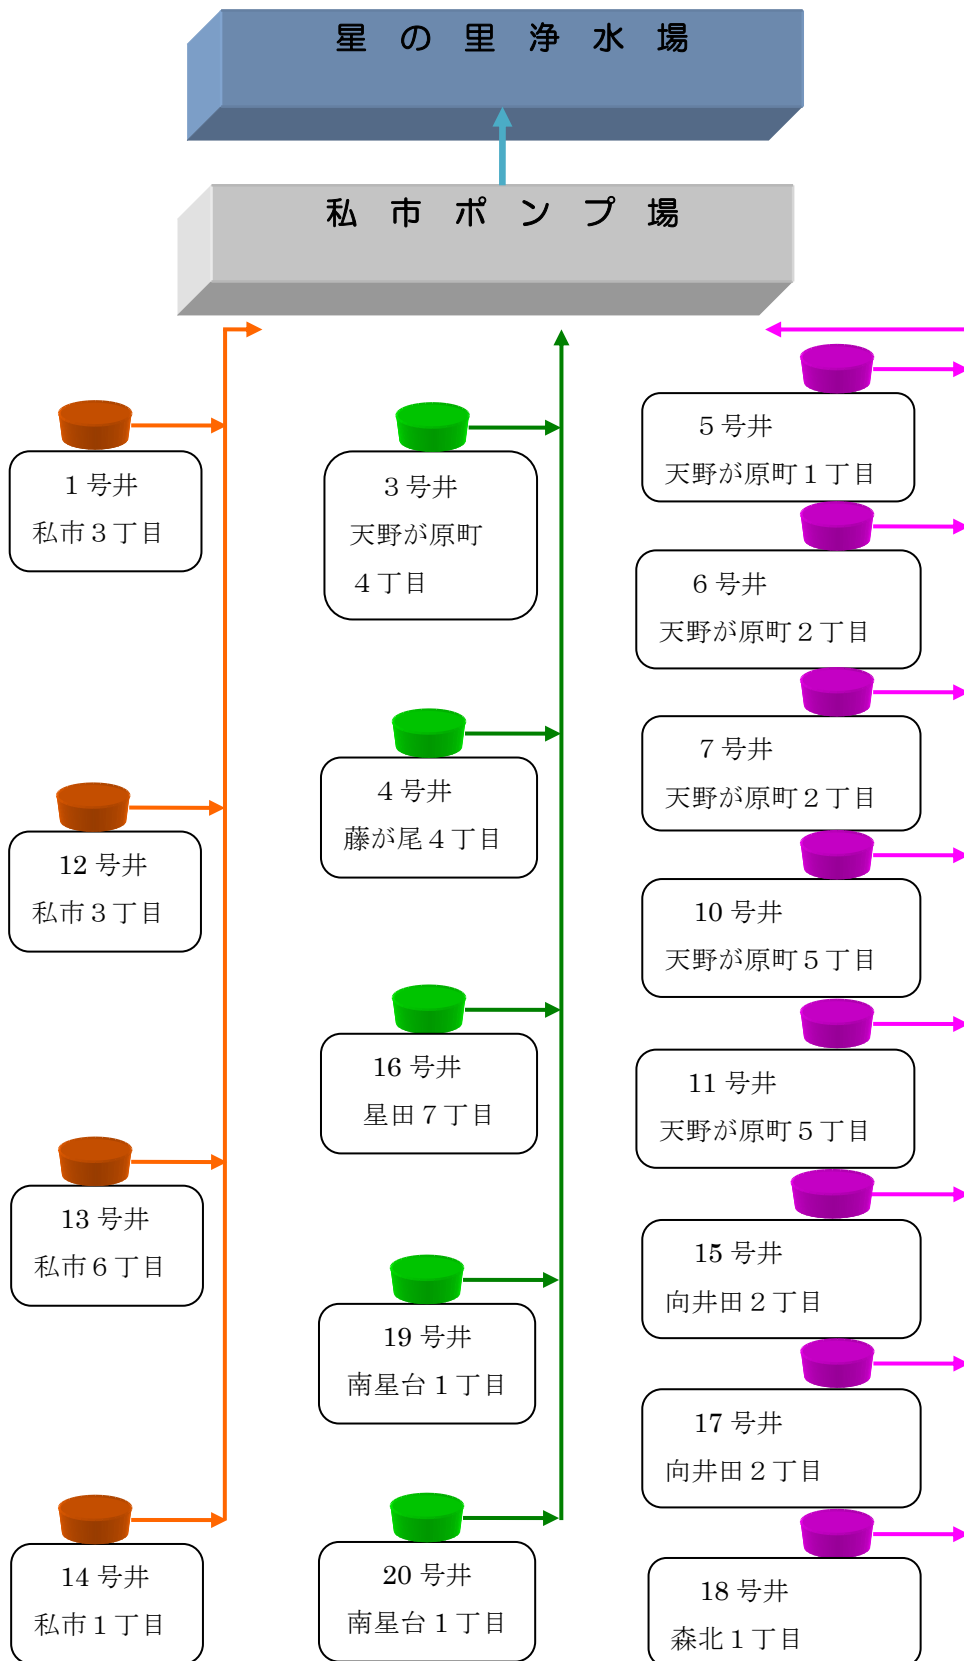 星の里浄水場
私市ポンプ場
1号井
私市3丁目
12号井
私市3丁目
13号井
私市6丁目
14号井
私市1丁目
3号井
天野が原町
4丁目
4号井
藤が尾4丁目
16号井
星田7丁目
19号井
南星台1丁目
20号井
南星台1丁目
5号井
天野が原町1丁目
6号井
天野が原町2丁目
7号井
天野が原町2丁目
10号井
天野が原町5丁目
11号井
天野が原町5丁目
15号井
向井田2丁目
17号井
向井田2丁目
18号井
森北1丁目